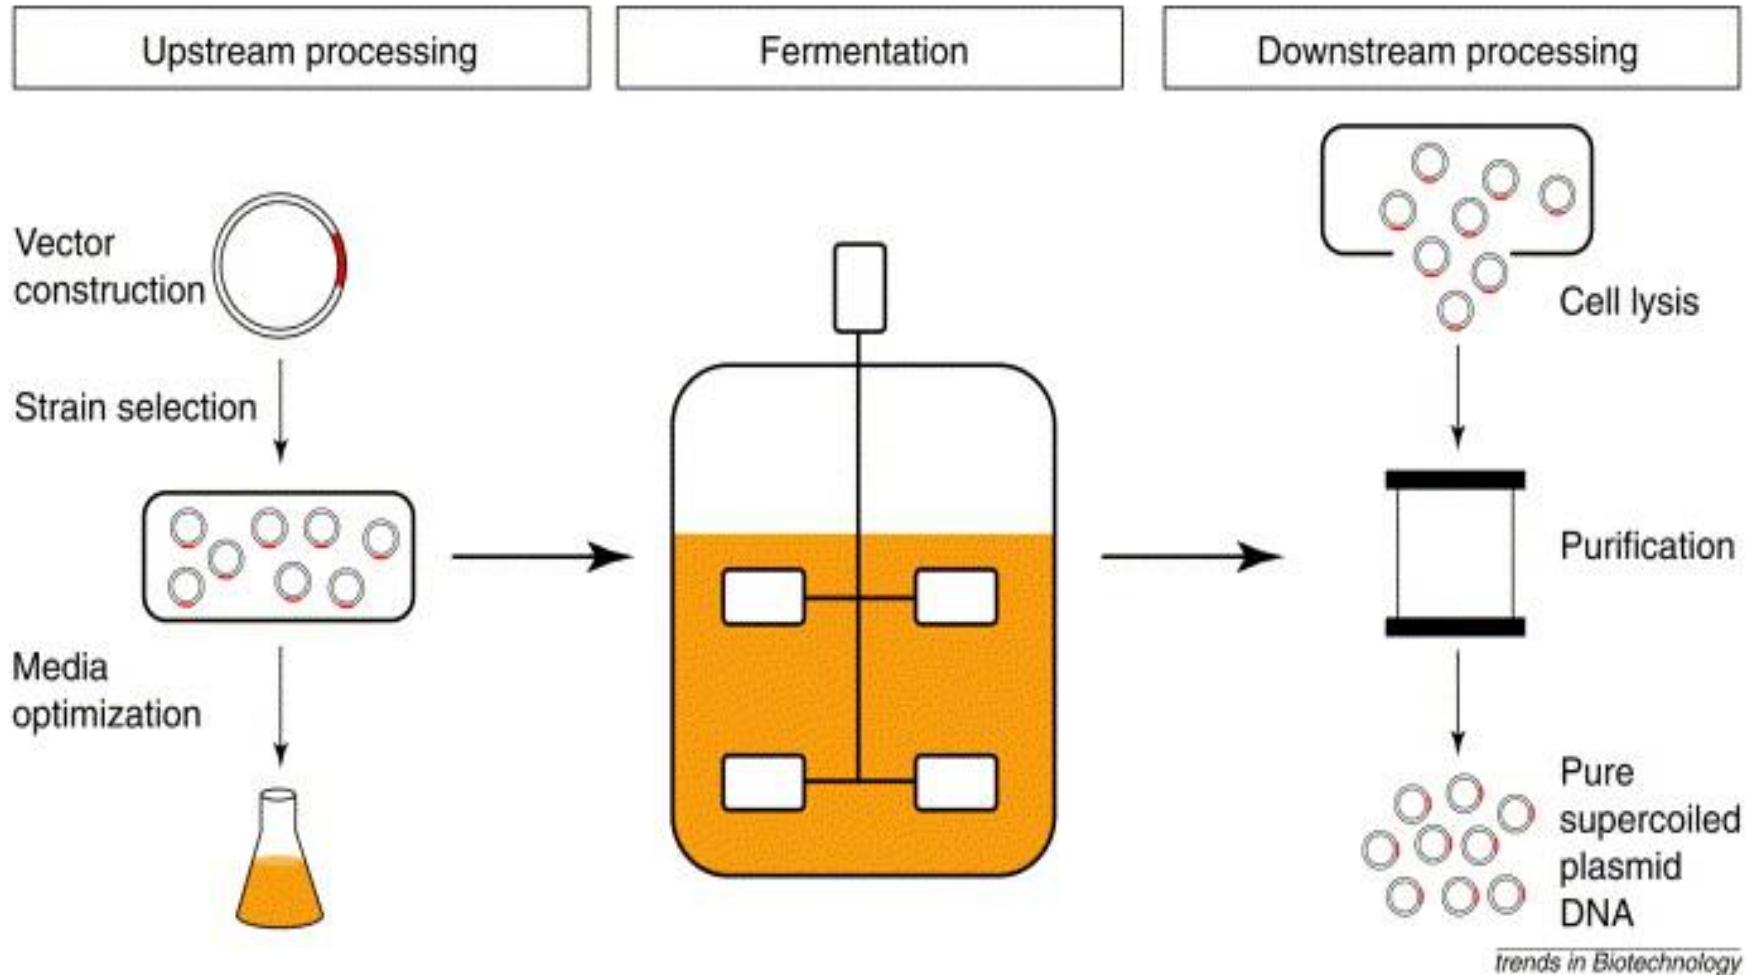 Upstream processing
Fermentation
Downstream processing
Vector
construction
Strain selection
Media
optimization
Cell lysis
Purification
Pure
supercoiled
plasmid
DNA
trends in Biotechnology